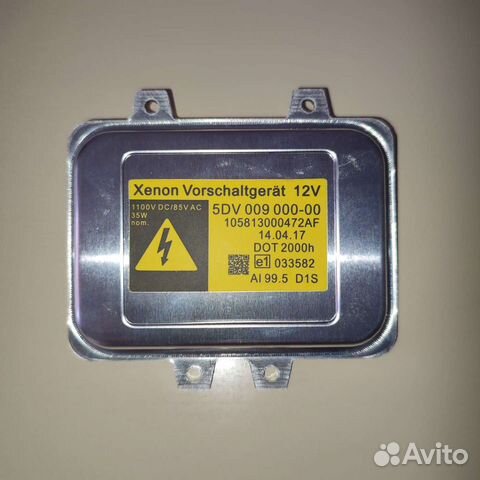 Xenon Vorschaltgerät 12V
1100V DC/85V AC
35W
nom.
5DV 009 000-00
105813000472AF
14.04.17
DOT 2000h
e1 033582
Al 99.5 D1S
Avito